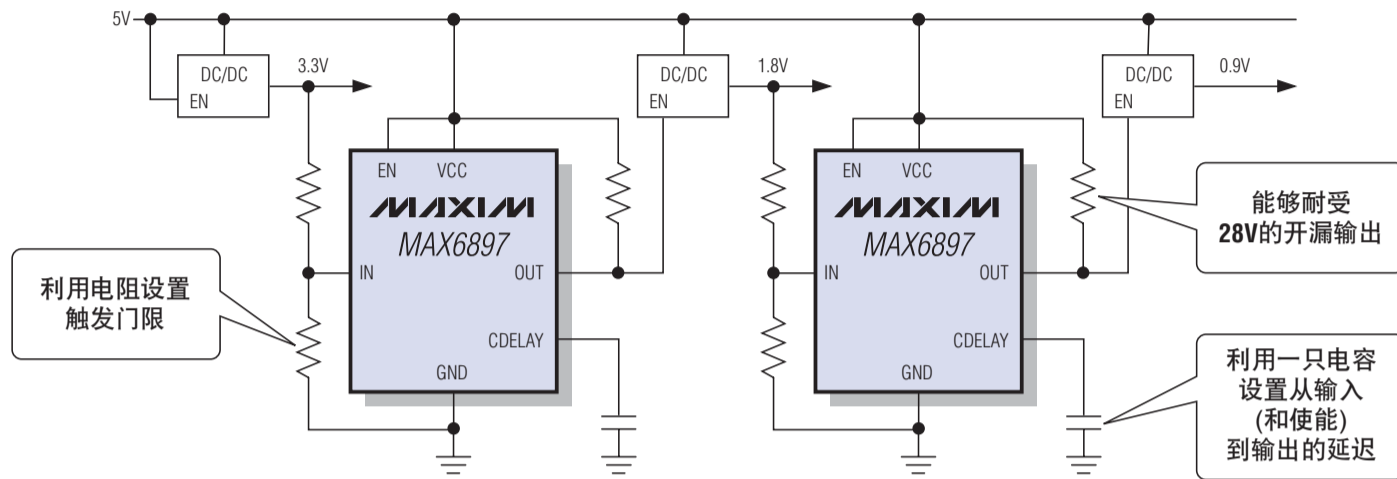 5V
DC/DC
EN
3.3V
DC/DC
EN
1.8V
DC/DC
EN
0.9V
EN
VCC
MAXIM
MAX6897
IN
OUT
CDELAY
GND
EN
VCC
MAXIM
MAX6897
IN
OUT
CDELAY
GND
利用电阻设置
触发门限
能够耐受
28V的开漏输出
利用一只电容
设置从输入
(和使能)
到输出的延迟